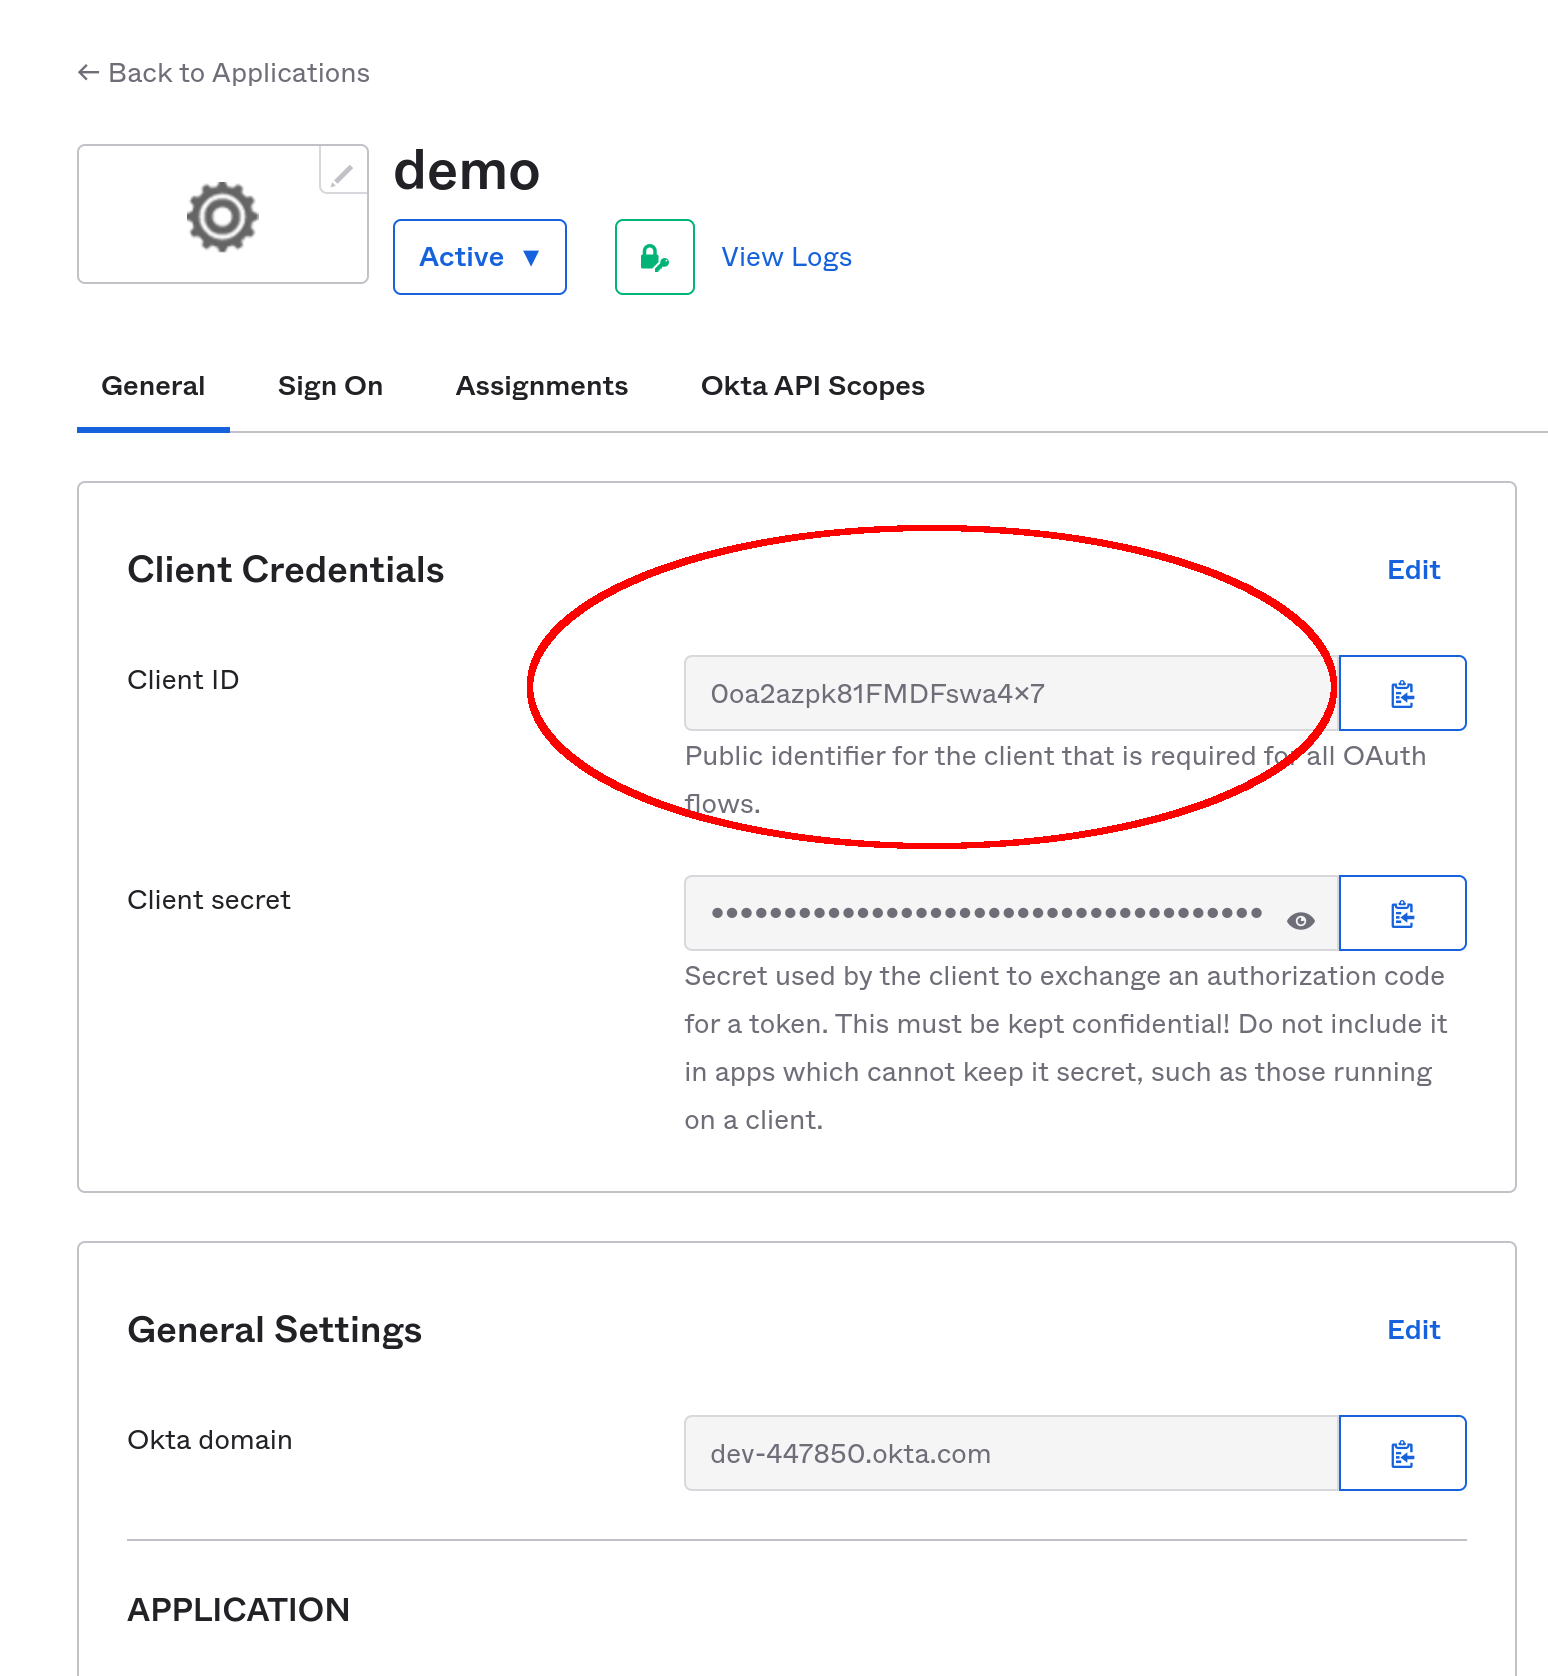 ← Back to Applications
demo
Active ▼
View Logs
General
Sign On
Assignments
Okta API Scopes
Client Credentials
Edit
Client ID
0oa2azpk81FMDFswa4x7
Public identifier for the client that is required for all OAuth
flows.
Client secret
••••••••••••••••••••••••••••••••••••••
Secret used by the client to exchange an authorization code
for a token. This must be kept confidential! Do not include it
in apps which cannot keep it secret, such as those running
on a client.
General Settings
Edit
Okta domain
dev-447850.okta.com
APPLICATION